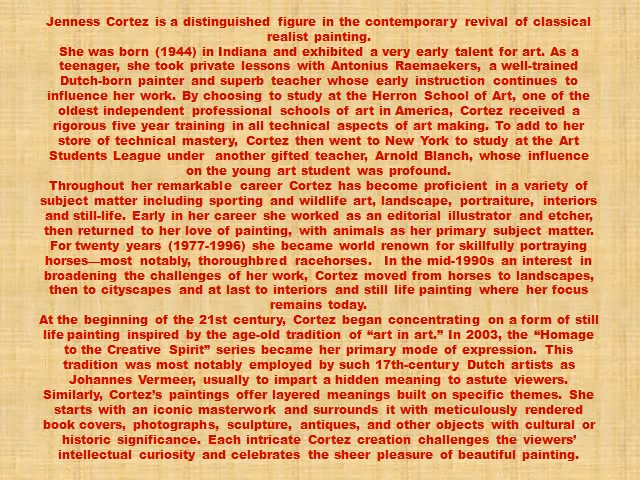 Jenness Cortez is a distinguished figure in the contemporary revival of classical
realist painting.
She was born (1944) in Indiana and exhibited a very early talent for art. As a
teenager, she took private lessons with Antonius Raemaekers, a well-trained
Dutch-born painter and superb teacher whose early instruction continues to
influence her work. By choosing to study at the Herron School of Art, one of the
oldest independent professional schools of art in America, Cortez received a
rigorous five year training in all technical aspects of art making. To add to her
store of technical mastery, Cortez then went to New York to study at the Art
Students League under another gifted teacher, Arnold Blanch, whose influence
on the young art student was profound.
Throughout her remarkable career Cortez has become proficient in a variety of
subject matter including sporting and wildlife art, landscape, portraiture, interiors
and still-life. Early in her career she worked as an editorial illustrator and etcher,
then returned to her love of painting, with animals as her primary subject matter.
For twenty years (1977-1996) she became world renown for skillfully portraying
horses—most notably, thoroughbred racehorses. In the mid-1990s an interest in
broadening the challenges of her work, Cortez moved from horses to landscapes,
then to cityscapes and at last to interiors and still life painting where her focus
remains today.
At the beginning of the 21st century, Cortez began concentrating on a form of still
life painting inspired by the age-old tradition of “art in art.” In 2003, the “Homage
to the Creative Spirit” series became her primary mode of expression. This
tradition was most notably employed by such 17th-century Dutch artists as
Johannes Vermeer, usually to impart a hidden meaning to astute viewers.
Similarly, Cortez’s paintings offer layered meanings built on specific themes. She
starts with an iconic masterwork and surrounds it with meticulously rendered
book covers, photographs, sculpture, antiques, and other objects with cultural or
historic significance. Each intricate Cortez creation challenges the viewers’
intellectual curiosity and celebrates the sheer pleasure of beautiful painting.